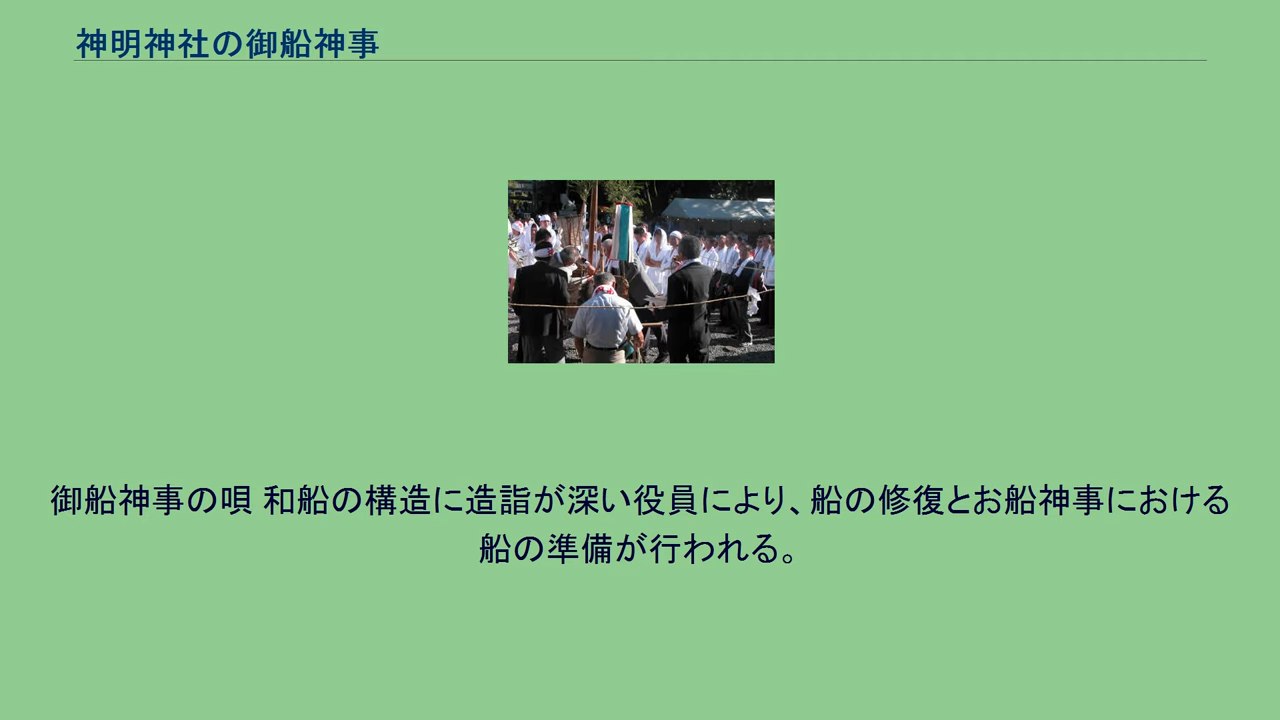 神明神社の御船神事
御船神事の唄 和船の構造に造詣が深い役員により、船の修復とお船神事における
船の準備が行われる。